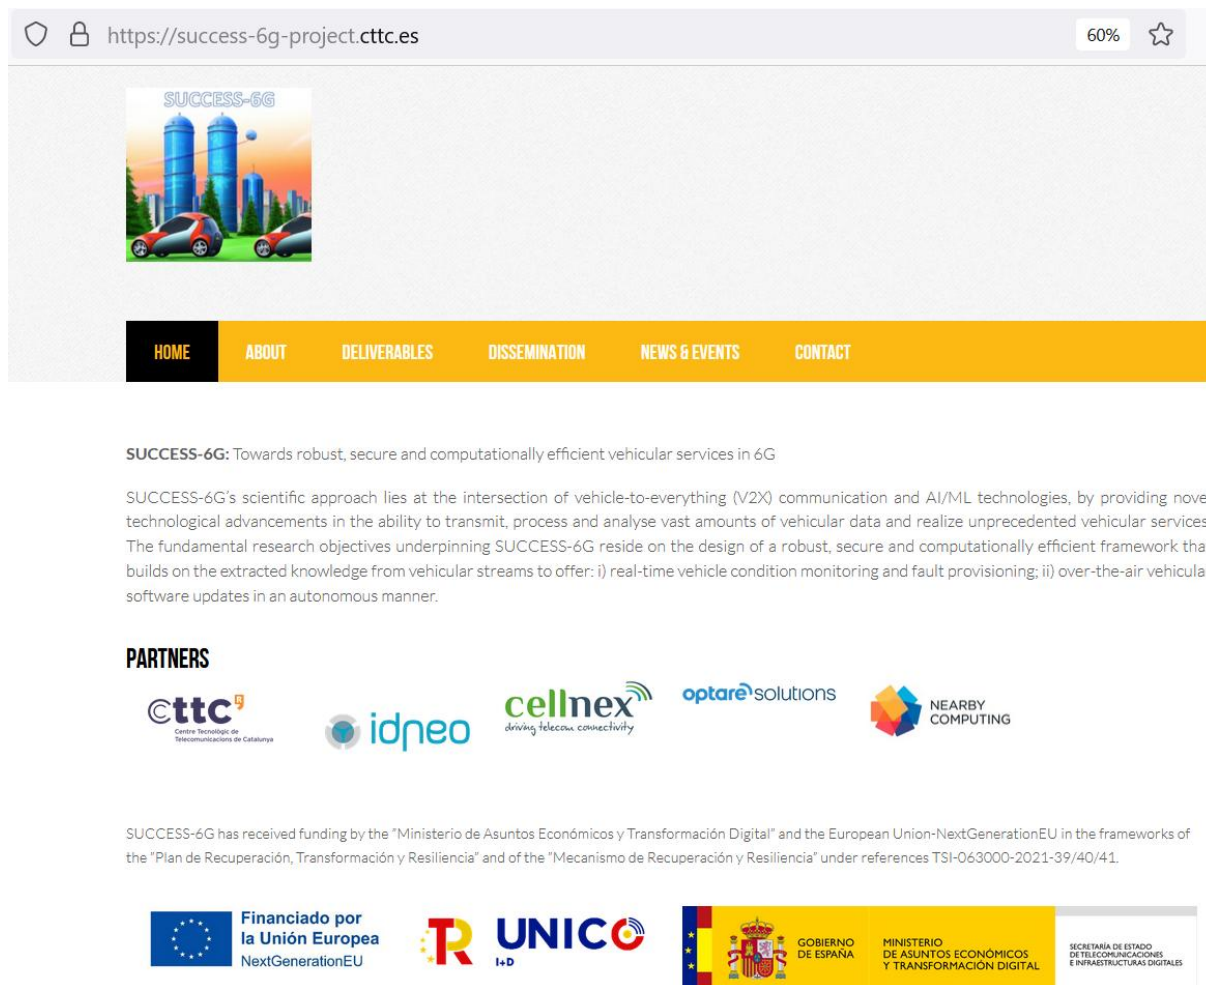 https://success-6g-project.cttc.es
60%
SUCCESS-6G
HOME ABOUT DELIVERABLES DISSEMINATION NEWS & EVENTS CONTACT
SUCCESS-6G: Towards robust, secure and computationally efficient vehicular services in 6G
SUCCESS-6G's scientific approach lies at the intersection of vehicle-to-everything (V2X) communication and AI/ML technologies, by providing nove
technological advancements in the ability to transmit, process and analyse vast amounts of vehicular data and realize unprecedented vehicular services
The fundamental research objectives underpinning SUCCESS-6G reside on the design of a robust, secure and computationally efficient framework tha
builds on the extracted knowledge from vehicular streams to offer: i) real-time vehicle condition monitoring and fault provisioning; ii) over-the-air vehicula
software updates in an autonomous manner.
PARTNERS
cttc
Centre Tecnològic de
Telecomunicacions de Catalunya
idneo
cellnex
driving telecom connectivity
optare solutions
NEARBY
COMPUTING
SUCCESS-6G has received funding by the "Ministerio de Asuntos Económicos y Transformación Digital" and the European Union-NextGenerationEU in the frameworks of
the "Plan de Recuperación, Transformación y Resiliencia" and of the "Mecanismo de Recuperación y Resiliencia" under references TSI-063000-2021-39/40/41.
Financiado por
la Unión Europea
NextGenerationEU
R
UNICO
I+D
GOBIERNO
DE ESPAÑA
MINISTERIO
DE ASUNTOS ECONÓMICOS
Y TRANSFORMACIÓN DIGITAL
SECRETARÍA DE ESTADO
DE TELECOMUNICACIONES
E INFRAESTRUCTURAS DIGITALES